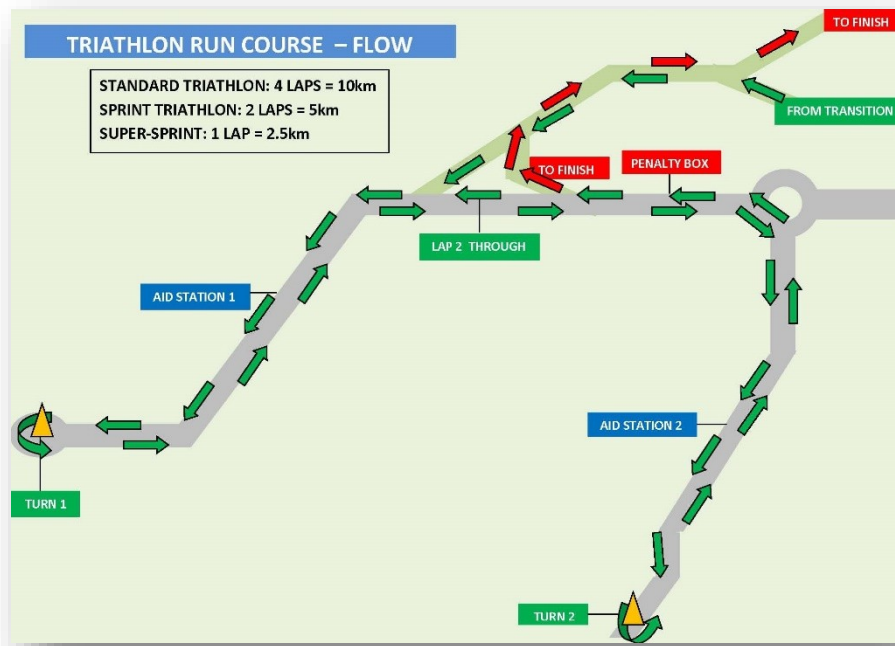 TRIATHLON RUN COURSE – FLOW
STANDARD TRIATHLON: 4 LAPS = 10km
SPRINT TRIATHLON: 2 LAPS = 5km
SUPER-SPRINT: 1 LAP = 2.5km
TO FINISH
FROM TRANSITION
TO FINISH
PENALTY BOX
LAP 2 THROUGH
AID STATION 1
AID STATION 2
TURN 1
TURN 2